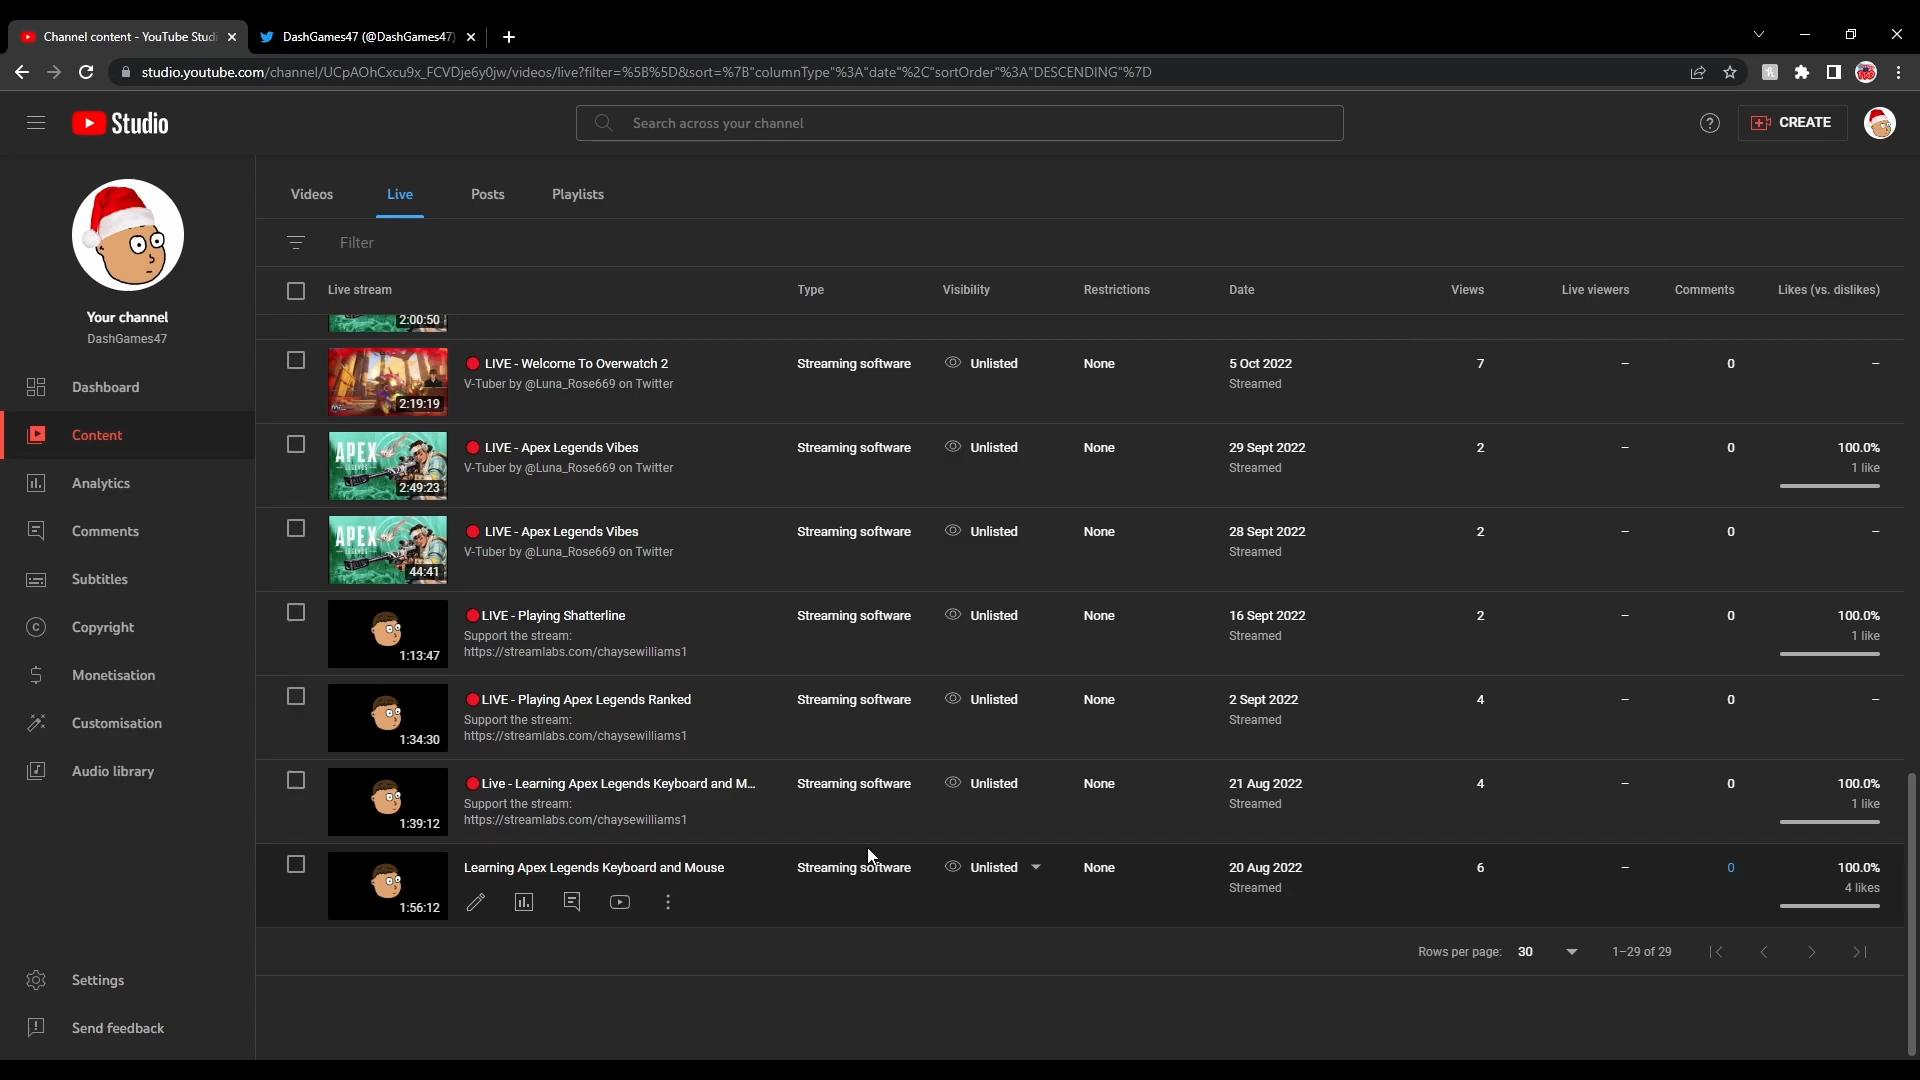 Channel content - YouTube Studi
DashGames47 (@DashGames47)
studio.youtube.com/channel/UCpAOhCxcu9x_FCVDje6y0jw/videos/live?filter=%5B%5D&sort=%7B"columnType"%3A"date"%2C"sortOrder"%3A"DESCENDING"%7D
Studio
Search across your channel
CREATE
Your channel
DashGames47
Dashboard
Content
Analytics
Comments
Subtitles
Copyright
Monetisation
Customisation
Audio library
Settings
Send feedback
Videos Live Posts Playlists
Filter
Live stream Type Visibility Restrictions Date Views Live viewers Comments Likes (vs. dislikes)
2:00:50
LIVE - Welcome To Overwatch 2 Streaming software Unlisted None 5 Oct 2022 7 – 0 –
V-Tuber by @Luna_Rose669 on Twitter Streamed
2:19:19
APEX LIVE - Apex Legends Vibes Streaming software Unlisted None 29 Sept 2022 2 – 0 100.0%
LEGENDS V-Tuber by @Luna_Rose669 on Twitter Streamed 1 like
2:49:23
APEX LIVE - Apex Legends Vibes Streaming software Unlisted None 28 Sept 2022 2 – 0 –
LEGENDS V-Tuber by @Luna_Rose669 on Twitter Streamed
44:41
LIVE - Playing Shatterline Streaming software Unlisted None 16 Sept 2022 2 – 0 100.0%
Support the stream: Streamed 1 like
1:13:47 https://streamlabs.com/chaysewilliams1
LIVE - Playing Apex Legends Ranked Streaming software Unlisted None 2 Sept 2022 4 – 0 –
Support the stream: Streamed
1:34:30 https://streamlabs.com/chaysewilliams1
Live - Learning Apex Legends Keyboard and M... Streaming software Unlisted None 21 Aug 2022 4 – 0 100.0%
Support the stream: Streamed 1 like
1:39:12 https://streamlabs.com/chaysewilliams1
Learning Apex Legends Keyboard and Mouse Streaming software Unlisted None 20 Aug 2022 6 – 0 100.0%
Streamed 4 likes
1:56:12
Rows per page: 30 1–29 of 29